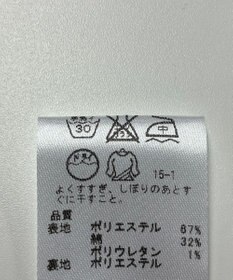 30
中
ドライ
15-1
よくすすぎ、しぼりのあとす
ぐに干すこと。
品質
表地 ポリエステル 67%
綿 32%
ポリウレタン 1%
裏地 ポリエステル